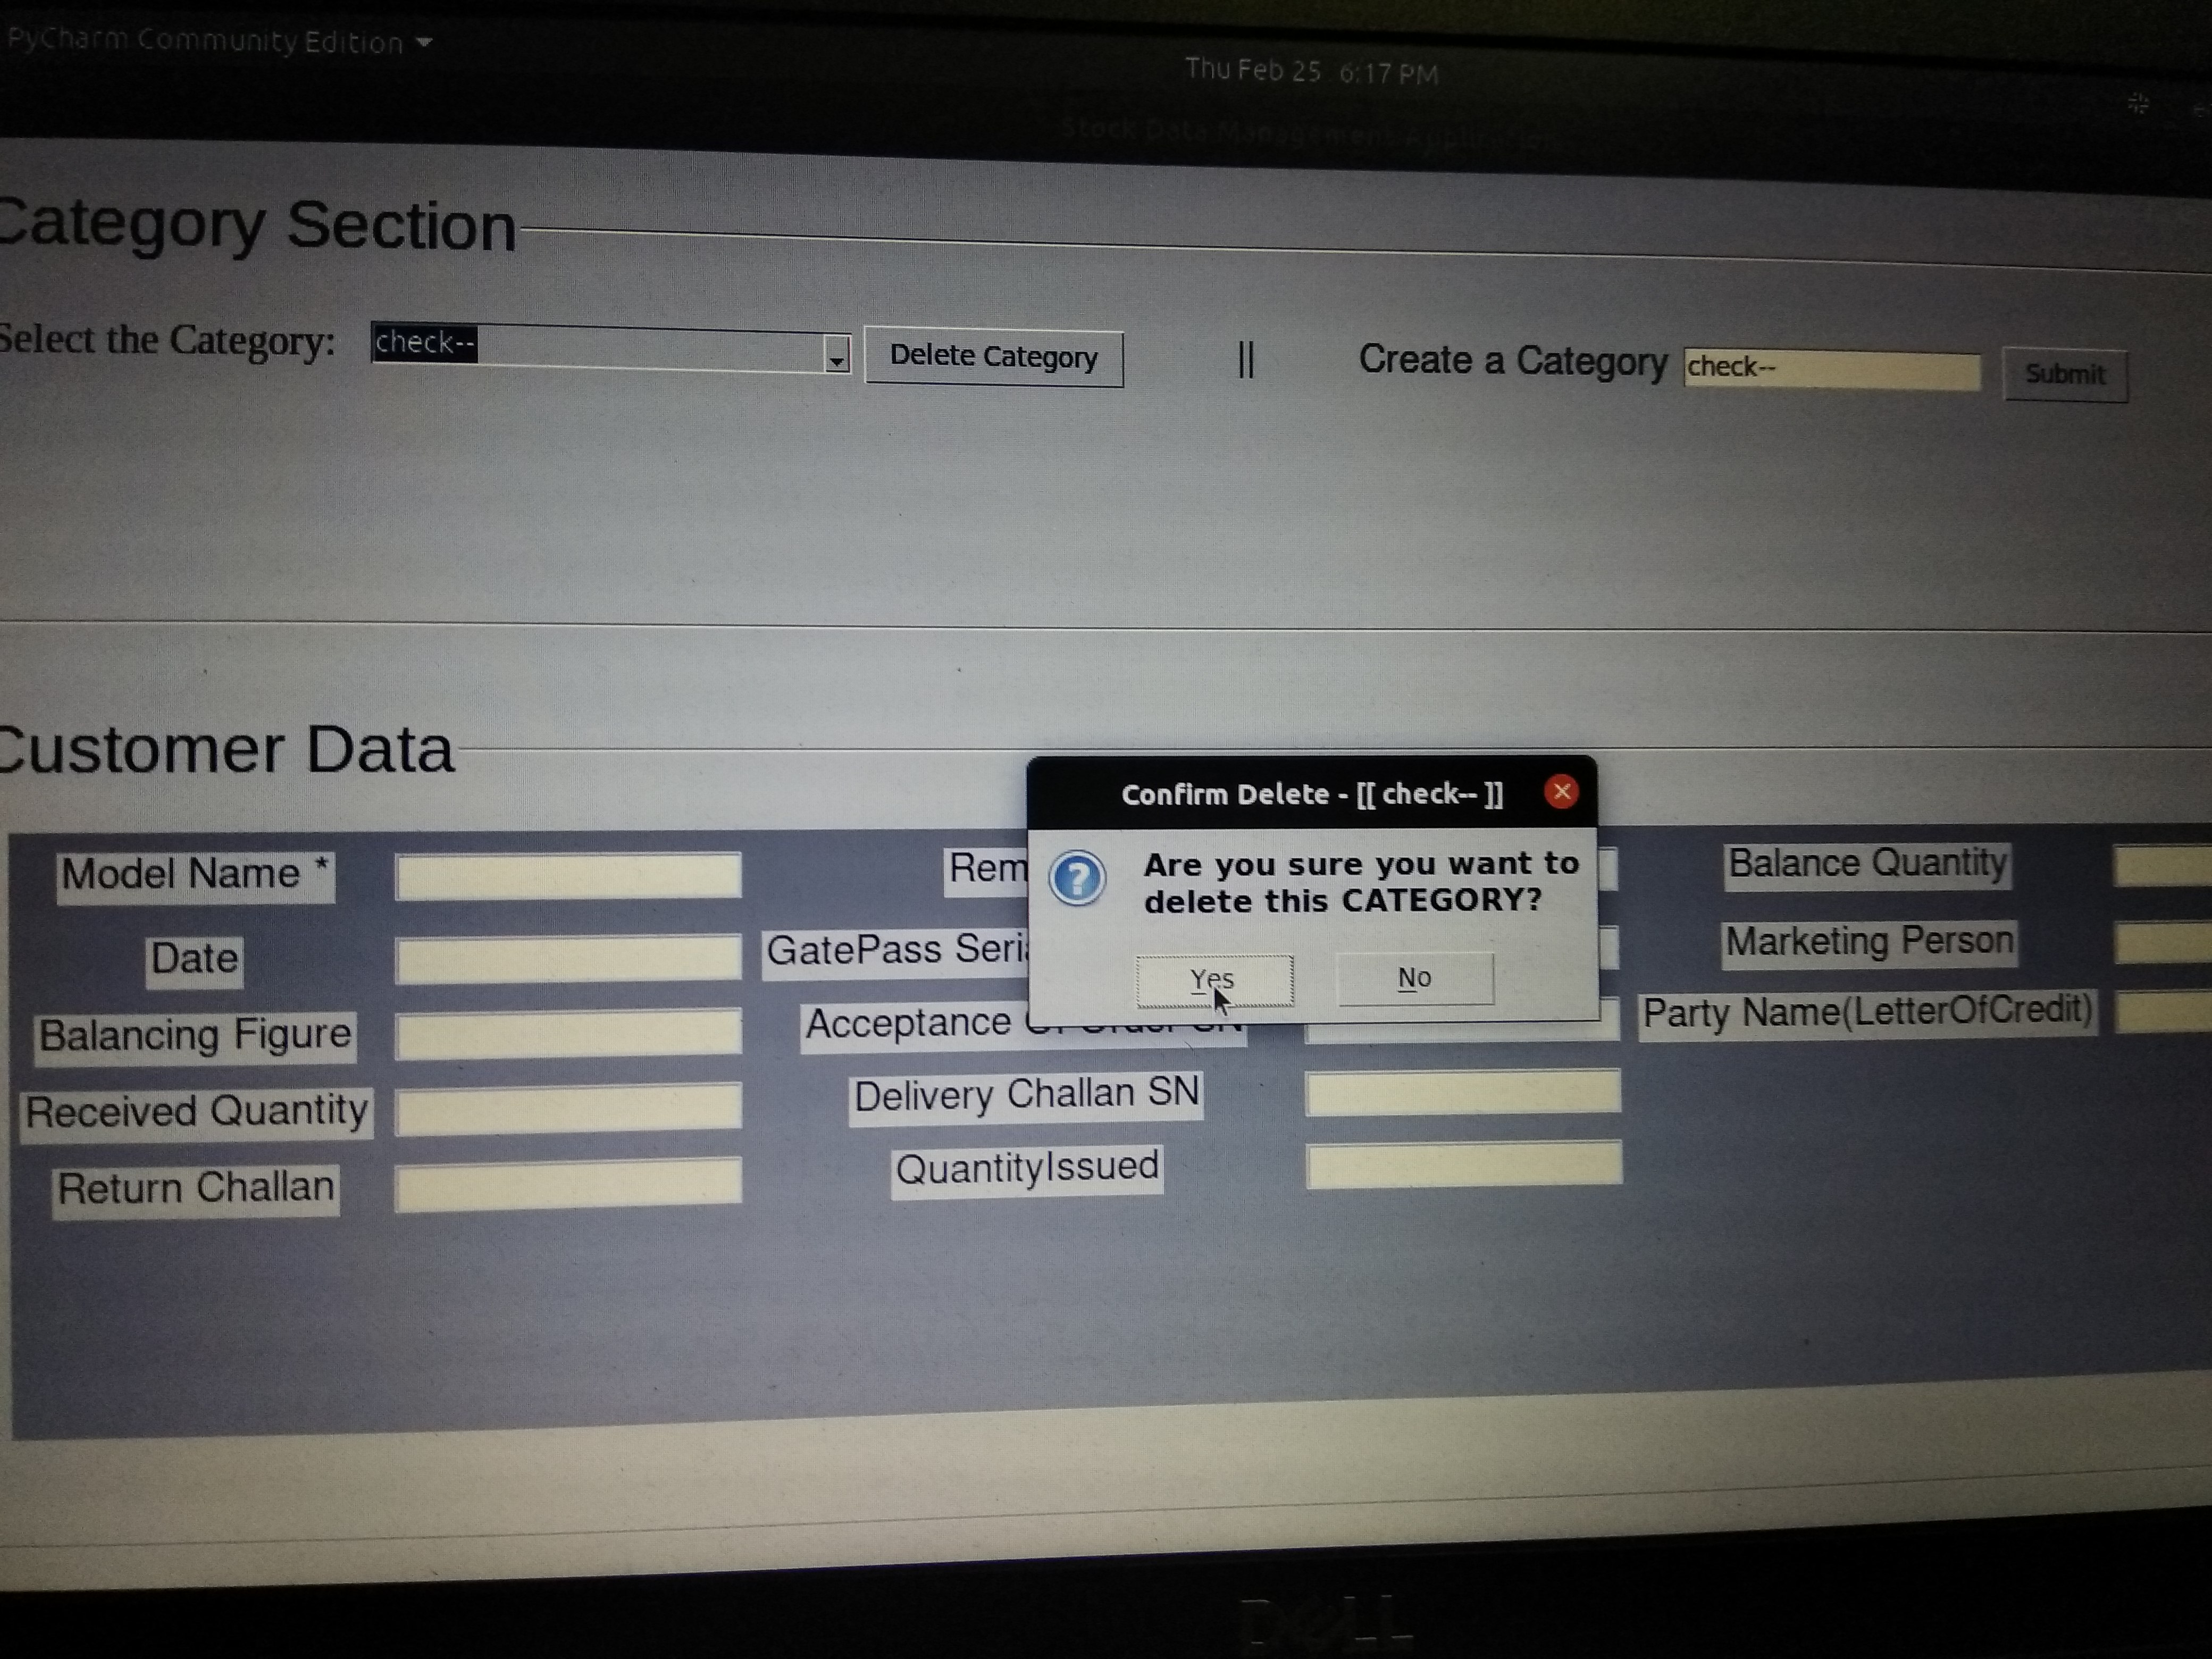 PyCharm Community Edition
Thu Feb 25 6:17 PM
Stock Data Management Application
Category Section
Select the Category:
check--
Delete Category
||
Create a Category
check--
Submit
Customer Data
Confirm Delete - [[ check-- ]]
Are you sure you want to
delete this CATEGORY?
Yes
No
Model Name *
Rem
Balance Quantity
Date
GatePass Seri
Marketing Person
Balancing Figure
Acceptance Of Order SN
Party Name(LetterOfCredit)
Received Quantity
Delivery Challan SN
Return Challan
QuantityIssued
DELL